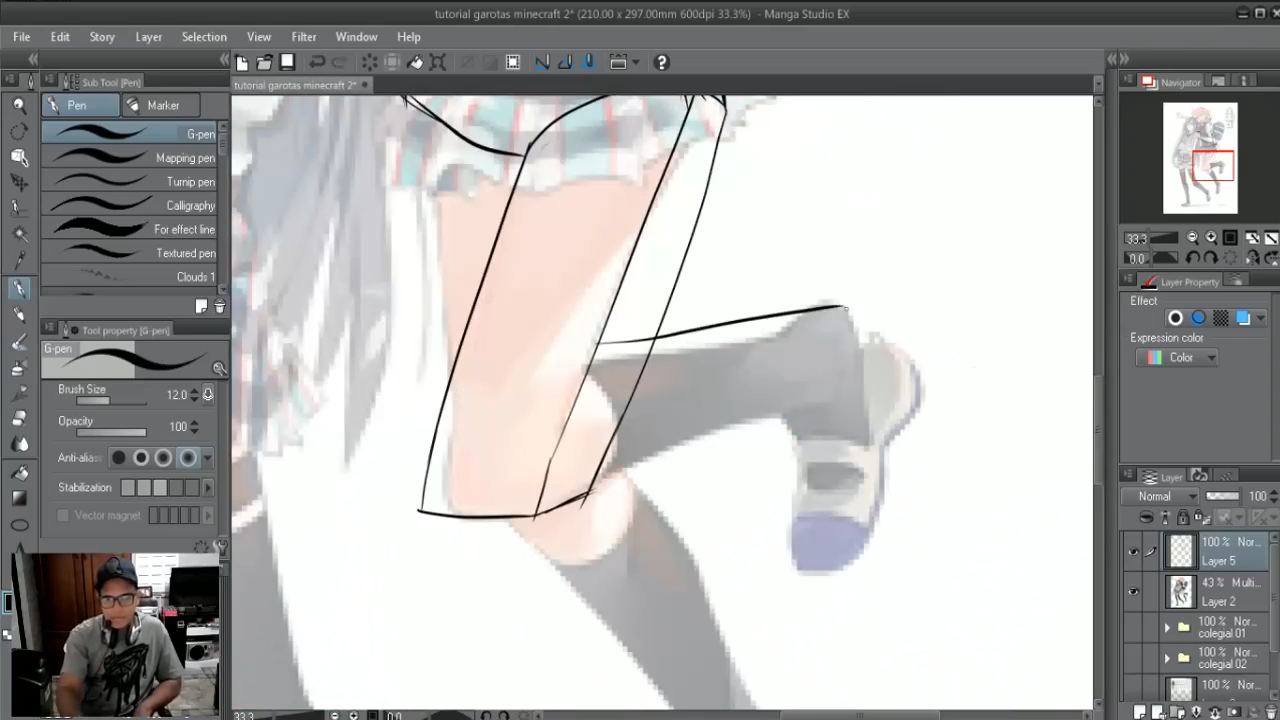 tutorial garotas minecraft 2* (210.00 x 297.00mm 600dpi 33.3%) - Manga Studio EX
File Edit Story Layer Selection View Filter Window Help
tutorial garotas minecraft 2*
Sub Tool [Pen]
Pen
Marker
G-pen
Mapping pen
Turnip pen
Calligraphy
For effect line
Textured pen
Clouds 1
Tool property [G-pen]
G-pen
Brush Size 12.0
Opacity 100
Anti-alias
Stabilization
Vector magnet
33.3 0.0
Navigator
33.3
0.0
Layer Property
Effect
Expression color
Color
Layer
Normal 100
100 % Nor...
Layer 5
43 % Multi...
Layer 2
100 % Nor...
colegial 01
100 % Nor...
colegial 02
100 % Nor...